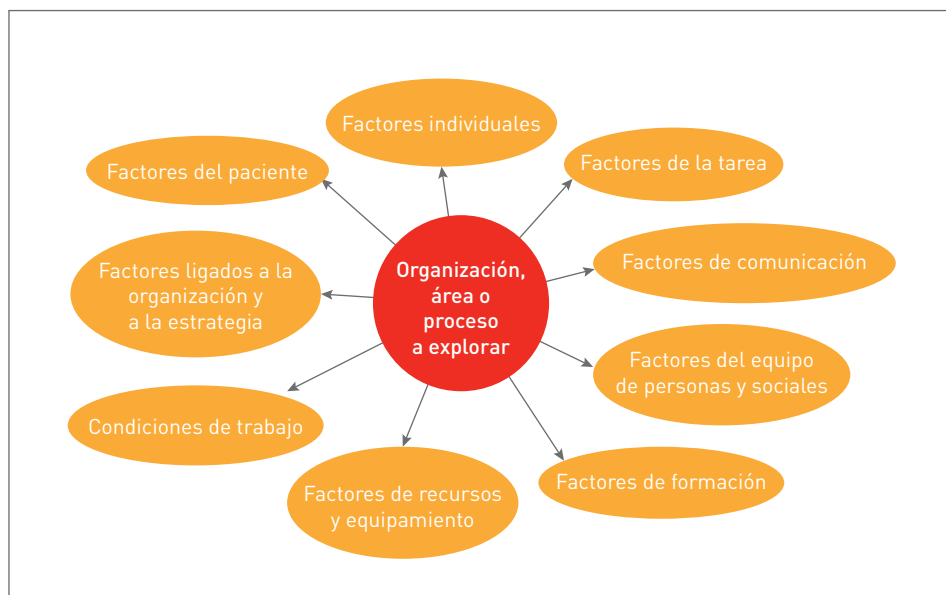 Factores individuales
Factores de la tarea
Factores del paciente
Factores de comunicación
Factores ligados a la
organización y
a la estrategia
Organización,
área o
proceso
a explorar
Factores del equipo
de personas y sociales
Condiciones de trabajo
Factores de formación
Factores de recursos
y equipamiento